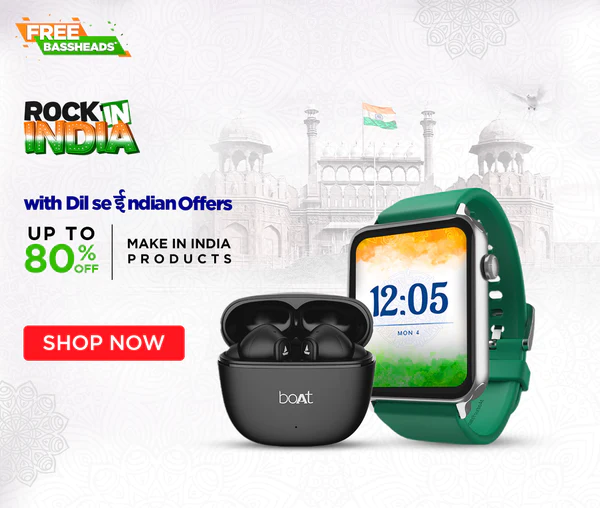 FREE
BASSHEADS*
ROCK IN
INDIA
with Dil se ई ndian Offers
UP TO
80% OFF
MAKE IN INDIA
PRODUCTS
12:05
MON 4
SHOP NOW
boAt